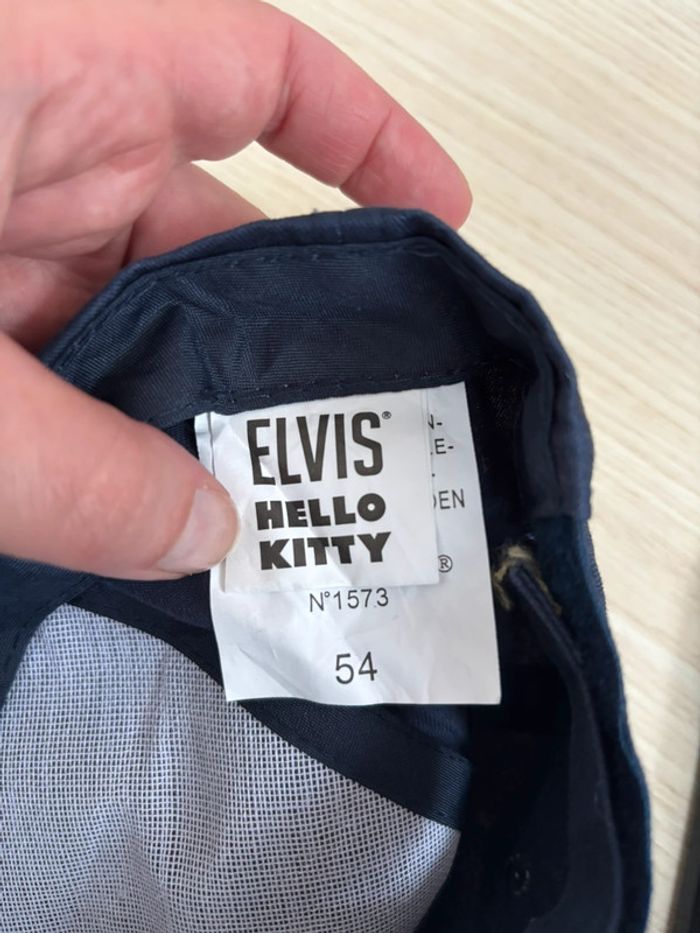 ELVIS®
HELLO
KITTY
N-
E-
-
DEN
®
N°1573
54